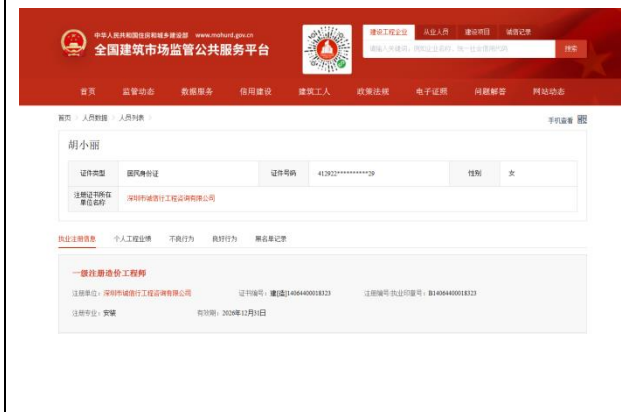 中华人民共和国住房和城乡建设部 www.mohurd.gov.cn
全国建筑市场监管公共服务平台
建设工程企业 从业人员 建设项目 诚信记录
搜索
首页 监管动态 数据服务 信用建设 建筑工人 政策法规 电子证照 问题解答 网站动态
首页 > 人员数据 > 人员列表 >
手机查看
胡小丽
证件类型 居民身份证 证件号码 412922**********29 性别 女
注册证书所在单位名称 深圳市诚信行工程咨询有限公司
执业注册信息 个人工程业绩 不良行为 良好行为 黑名单记录
一级注册造价工程师
注册单位：深圳市诚信行工程咨询有限公司 证书编号：建[造]14064400018323 注册编号/执业印章号：B14064400018323
注册专业：安装 有效期：2026年12月31日